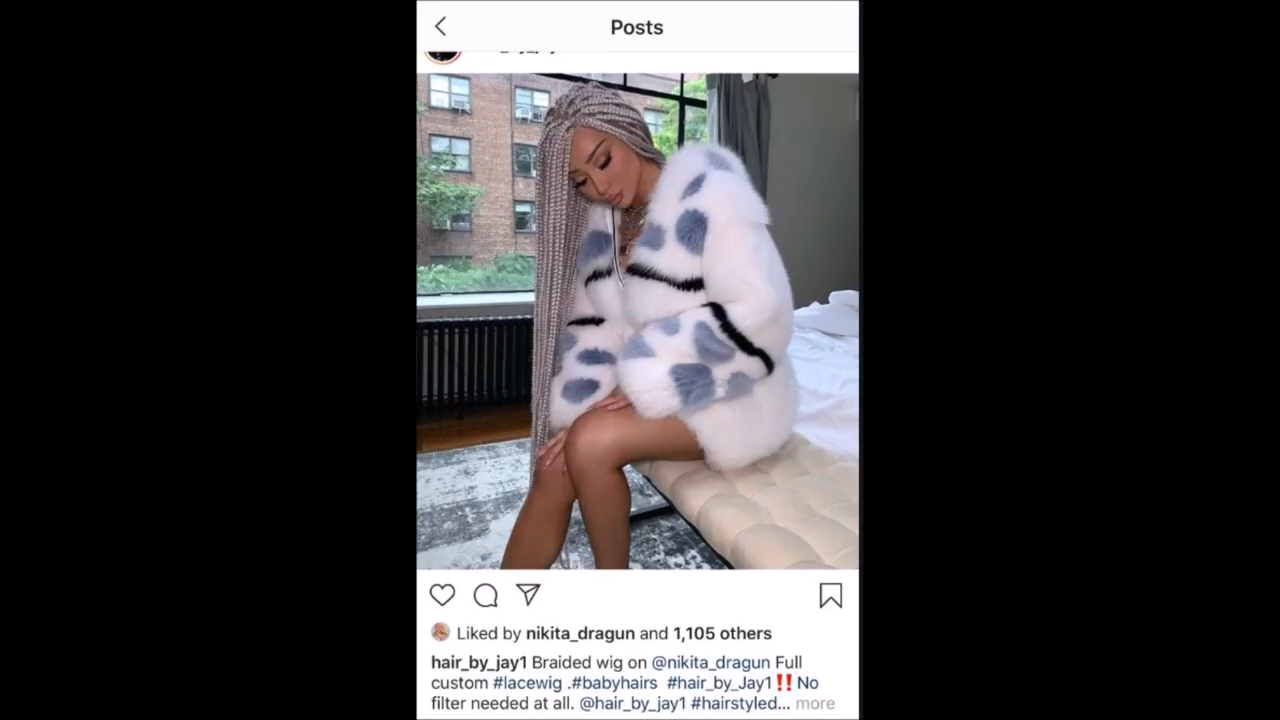 Posts
Liked by nikita_dragun and 1,105 others
hair_by_jay1 Braided wig on @nikita_dragun Full
custom #lacewig .#babyhairs #hair_by_Jay1‼️No
filter needed at all. @hair_by_jay1 #hairstyled... more